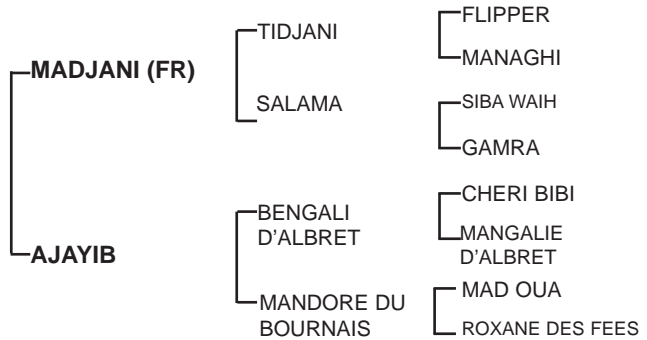 FLIPPER
TIDJANI
MANAGHI
MADJANI (FR)
SALAMA
SIBA WAIH
GAMRA
CHERI BIBI
BENGALI
D'ALBRET
MANGALIE
D'ALBRET
AJAYIB
MAD OUA
MANDORE DU
BOURNAIS
ROXANE DES FEES